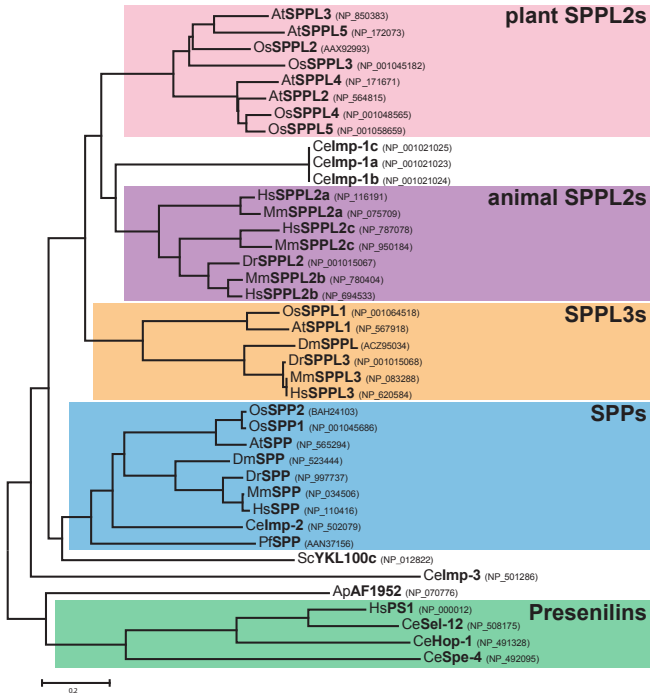 plant SPPL2s
AtSPPL3 (NP_850383)
AtSPPL5 (NP_172073)
OsSPPL2 (AAX92993)
OsSPPL3 (NP_001045182)
AtSPPL4 (NP_171671)
AtSPPL2 (NP_564815)
OsSPPL4 (NP_001048565)
OsSPPL5 (NP_001058659)
CeImp-1c (NP_001021025)
CeImp-1a (NP_001021023)
CeImp-1b (NP_001021024)
animal SPPL2s
HsSPPL2a (NP_116191)
MmSPPL2a (NP_075709)
HsSPPL2c (NP_787078)
MmSPPL2c (NP_950184)
DrSPPL2 (NP_001015067)
MmSPPL2b (NP_780404)
HsSPPL2b (NP_694533)
SPPL3s
OsSPPL1 (NP_001064518)
AtSPPL1 (NP_567918)
DmSPPL (ACZ95034)
DrSPPL3 (NP_001015068)
MmSPPL3 (NP_083288)
HsSPPL3 (NP_620584)
SPPs
OsSPP2 (BAH24103)
OsSPP1 (NP_001045686)
AtSPP (NP_565294)
DmSPP (NP_523444)
DrSPP (NP_997737)
MmSPP (NP_034506)
HsSPP (NP_110416)
CeImp-2 (NP_502079)
PfSPP (AAN37156)
ScYKL100c (NP_012822)
CeImp-3 (NP_501286)
ApAF1952 (NP_070776)
Presenilins
HsPS1 (NP_000012)
CeSel-12 (NP_508175)
CeHop-1 (NP_491328)
CeSpe-4 (NP_492095)
0.2